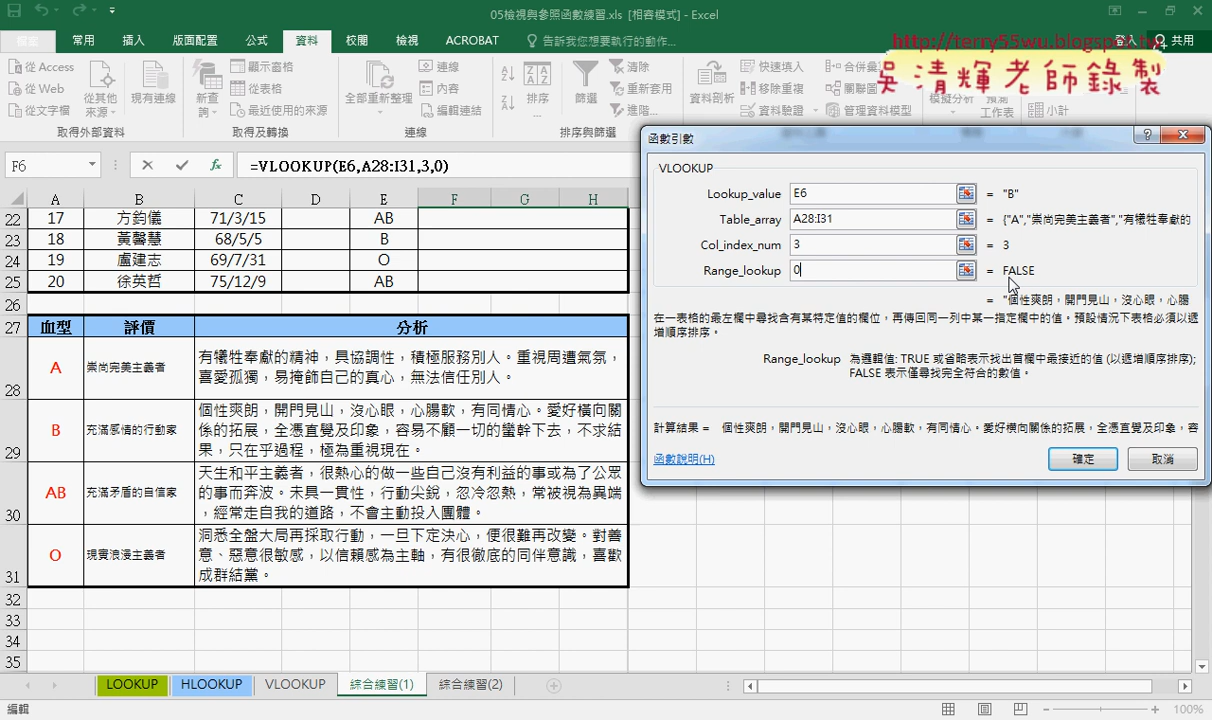 05檢視與參照函數練習.xls [相容模式] - Excel
檔案 常用 插入 版面配置 公式 資料 校閱 檢視 ACROBAT 告訴我您想要執行的動作... 登入 共用
http://terry55wu.blogspot.tw
吳清輝老師錄製
從 Access
從 Web
從文字檔
從其他
來源
現有連線
新查
詢
顯示查詢
從表格
最近使用的來源
全部重新整理
連線
內容
編輯連結
排序
篩選
清除
重新套用
進階...
資料剖析
快速填入
移除重複
資料驗證
合併彙
關聯圖
管理資料模型
模擬分析
預測
工作表
小計
取得外部資料 取得及轉換 連線 排序與篩選
F6 =VLOOKUP(E6,A28:I31,3,0)
A B C D E F G H
22 17 方鈞儀 71/3/15 AB
23 18 黃馨慧 68/5/5 B
24 19 盧建志 69/7/31 O
25 20 徐英哲 75/12/9 AB
26
27 血型 評價 分析
28 A 崇尚完美主義者 有犧牲奉獻的精神，具協調性，積極服務別人。重視周遭氣氛，
喜愛孤獨，易掩飾自己的真心，無法信任別人。
29 B 充滿感情的行動家 個性爽朗，開門見山，沒心眼，心腸軟，有同情心。愛好橫向關
係的拓展，全憑直覺及印象，容易不顧一切的蠻幹下去，不求結
果，只在乎過程，極為重視現在。
30 AB 充滿矛盾的自信家 天生和平主義者，很熱心的做一些自己沒有利益的事或為了公眾
的事而奔波。未具一貫性，行動尖銳，忽冷忽熱，常被視為異端
，經常走自我的道路，不會主動投入團體。
31 O 現實浪漫主義者 洞悉全盤大局再採取行動，一旦下定決心，便很難再改變。對善
意、惡意很敏感，以信賴感為主軸，有很徹底的同伴意識，喜歡
成群結黨。
32
33
34
35
函數引數
VLOOKUP
Lookup_value E6 = "B"
Table_array A28:I31 = {"A","崇尚完美主義者","有犧牲奉獻的
Col_index_num 3 = 3
Range_lookup 0 = FALSE
= "個性爽朗，開門見山，沒心眼，心腸
在一表格的最左欄中尋找含有某特定值的欄位，再傳回同一列中某一指定欄中的值。預設情況下表格必須以遞
增順序排序。
Range_lookup 為邏輯值: TRUE 或省略表示找出首欄中最接近的值 (以遞增順序排序);
FALSE 表示僅尋找完全符合的數值。
計算結果 = 個性爽朗，開門見山，沒心眼，心腸軟，有同情心。愛好橫向關係的拓展，全憑直覺及印象，容
函數說明(H) 確定 取消
LOOKUP HLOOKUP VLOOKUP 綜合練習(1) 綜合練習(2)
編輯 100%